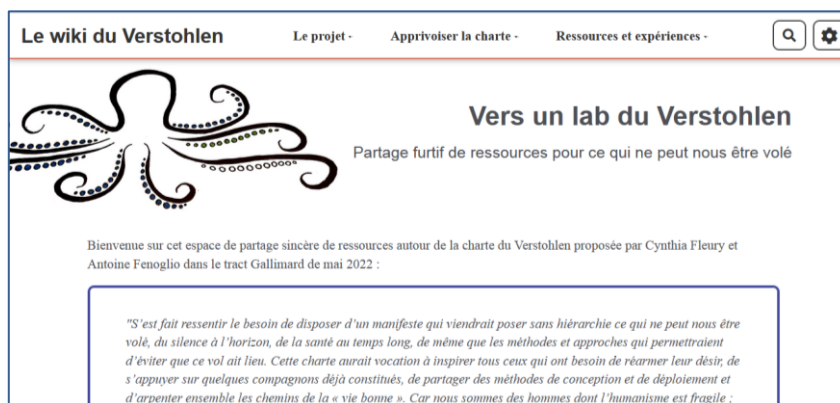 Le wiki du Verstohlen
Le projet -
Apprivoiser la charte -
Ressources et expériences -
Vers un lab du Verstohlen
Partage furtif de ressources pour ce qui ne peut nous être volé
Bienvenue sur cet espace de partage sincère de ressources autour de la charte du Verstohlen proposée par Cynthia Fleury et
Antoine Fenoglio dans le tract Gallimard de mai 2022 :
"S'est fait ressentir le besoin de disposer d'un manifeste qui viendrait poser sans hiérarchie ce qui ne peut nous être
volé, du silence à l'horizon, de la santé au temps long, de même que les méthodes et approches qui permettraient
d'éviter que ce vol ait lieu. Cette charte aurait vocation à inspirer tous ceux qui ont besoin de réarmer leur désir, de
s'appuyer sur quelques compagnons déjà constitués, de partager des méthodes de conception et de déploiement et
d'arpenter ensemble les chemins de la « vie bonne ». Car nous sommes des hommes dont l'humanisme est fragile ;